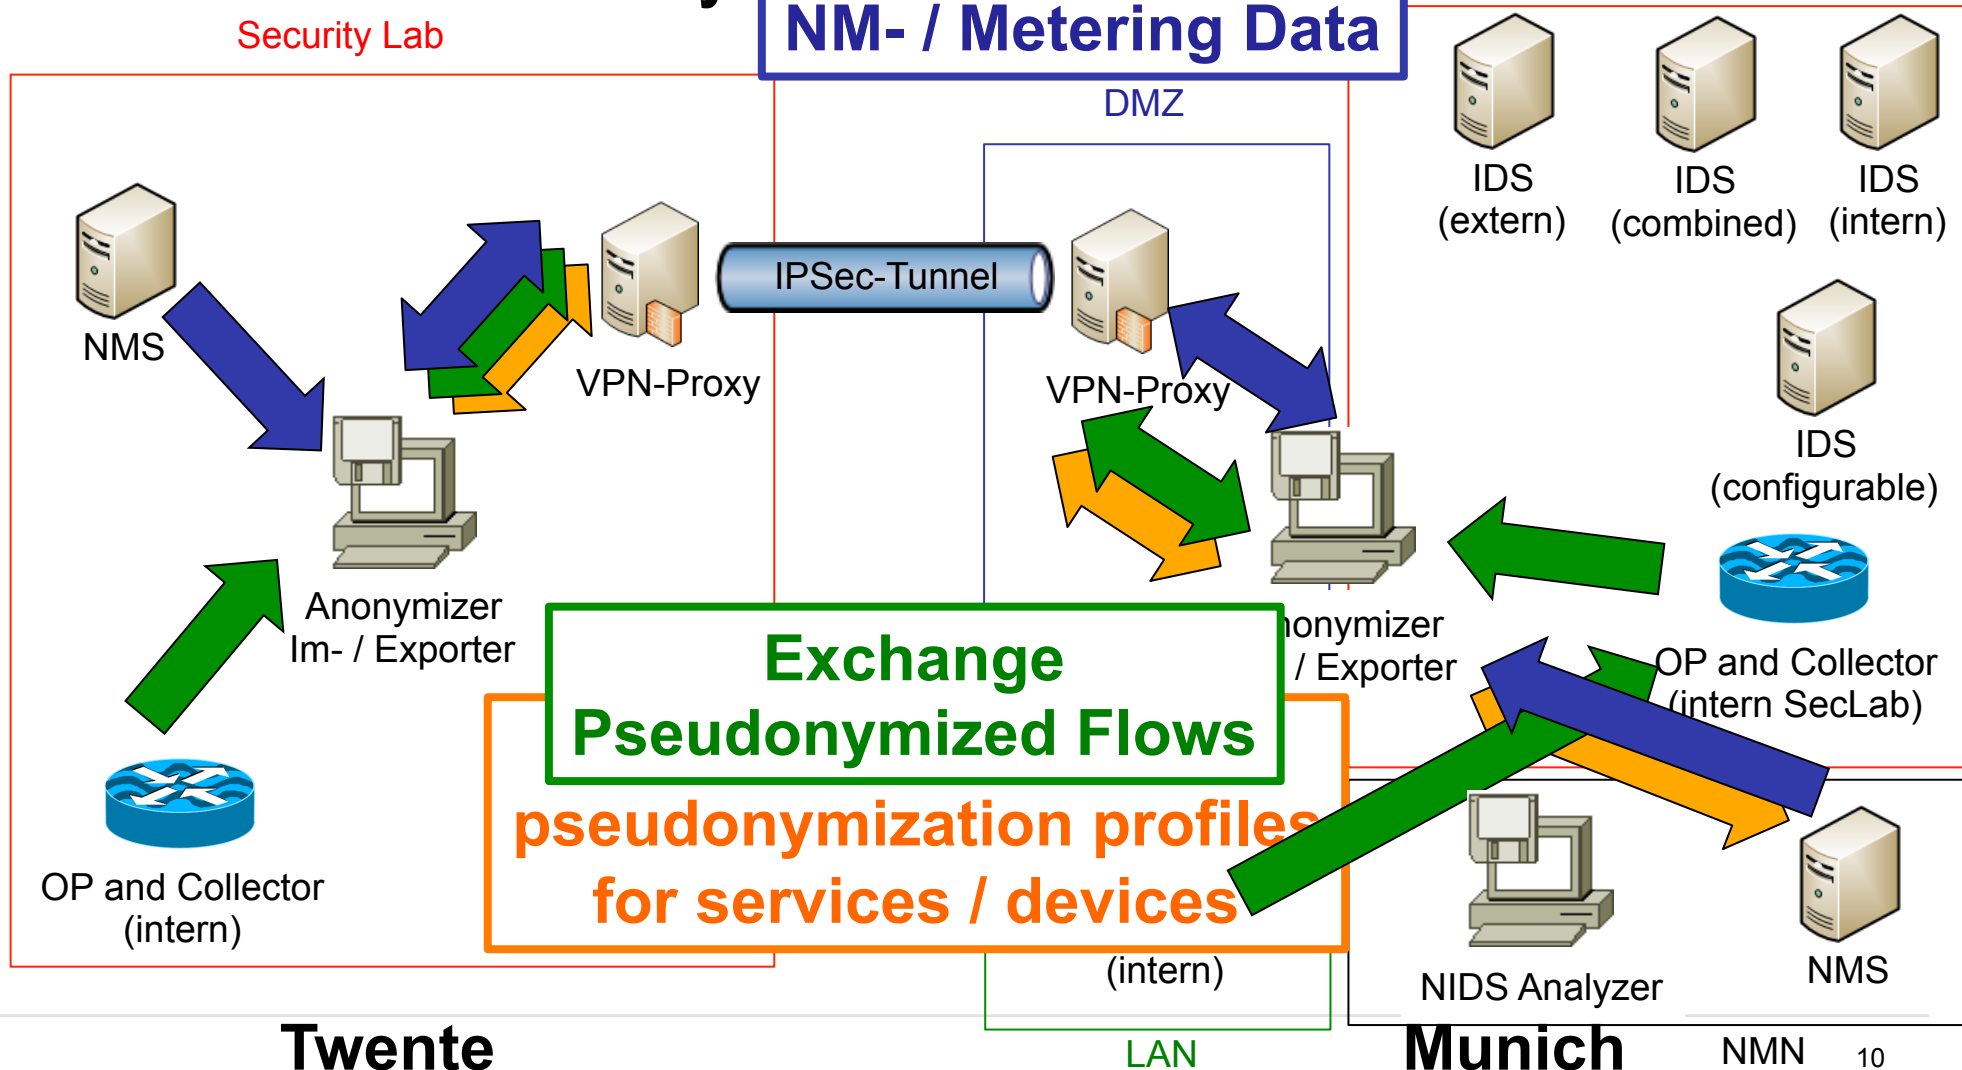 NM- / Metering Data
Security Lab
DMZ
IDS
(extern)
IDS
(combined)
IDS
(intern)
NMS
VPN-Proxy
IPSec-Tunnel
VPN-Proxy
IDS
(configurable)
Anonymizer
Im- / Exporter
Exchange
Pseudonymized Flows
nonymizer
/ Exporter
OP and Collector
(intern SecLab)
pseudonymization profiles
for services / devices
OP and Collector
(intern)
(intern)
NIDS Analyzer
NMS
Twente
LAN
Munich
NMN
10